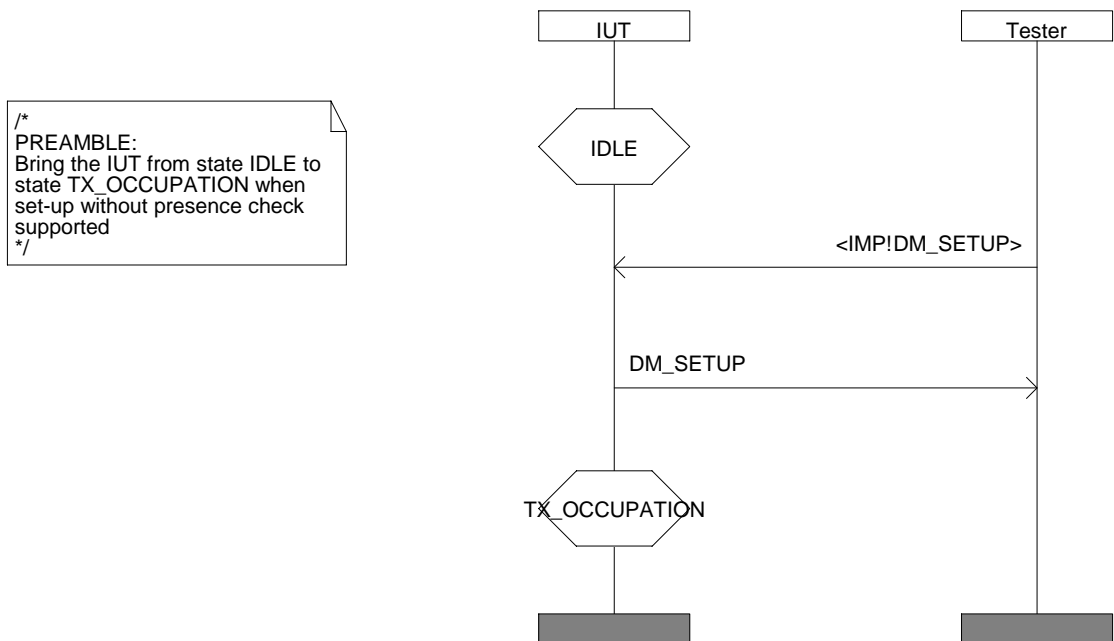 IUT
Tester
/*
PREAMBLE:
Bring the IUT from state IDLE to
state TX_OCCUPATION when
set-up without presence check
supported
*/
IDLE
<IMP!DM_SETUP>
DM_SETUP
TX_OCCUPATION